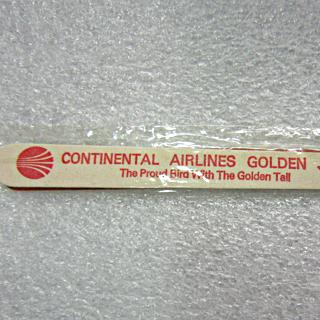 CONTINENTAL AIRLINES GOLDEN
The Proud Bird With The Golden Tail